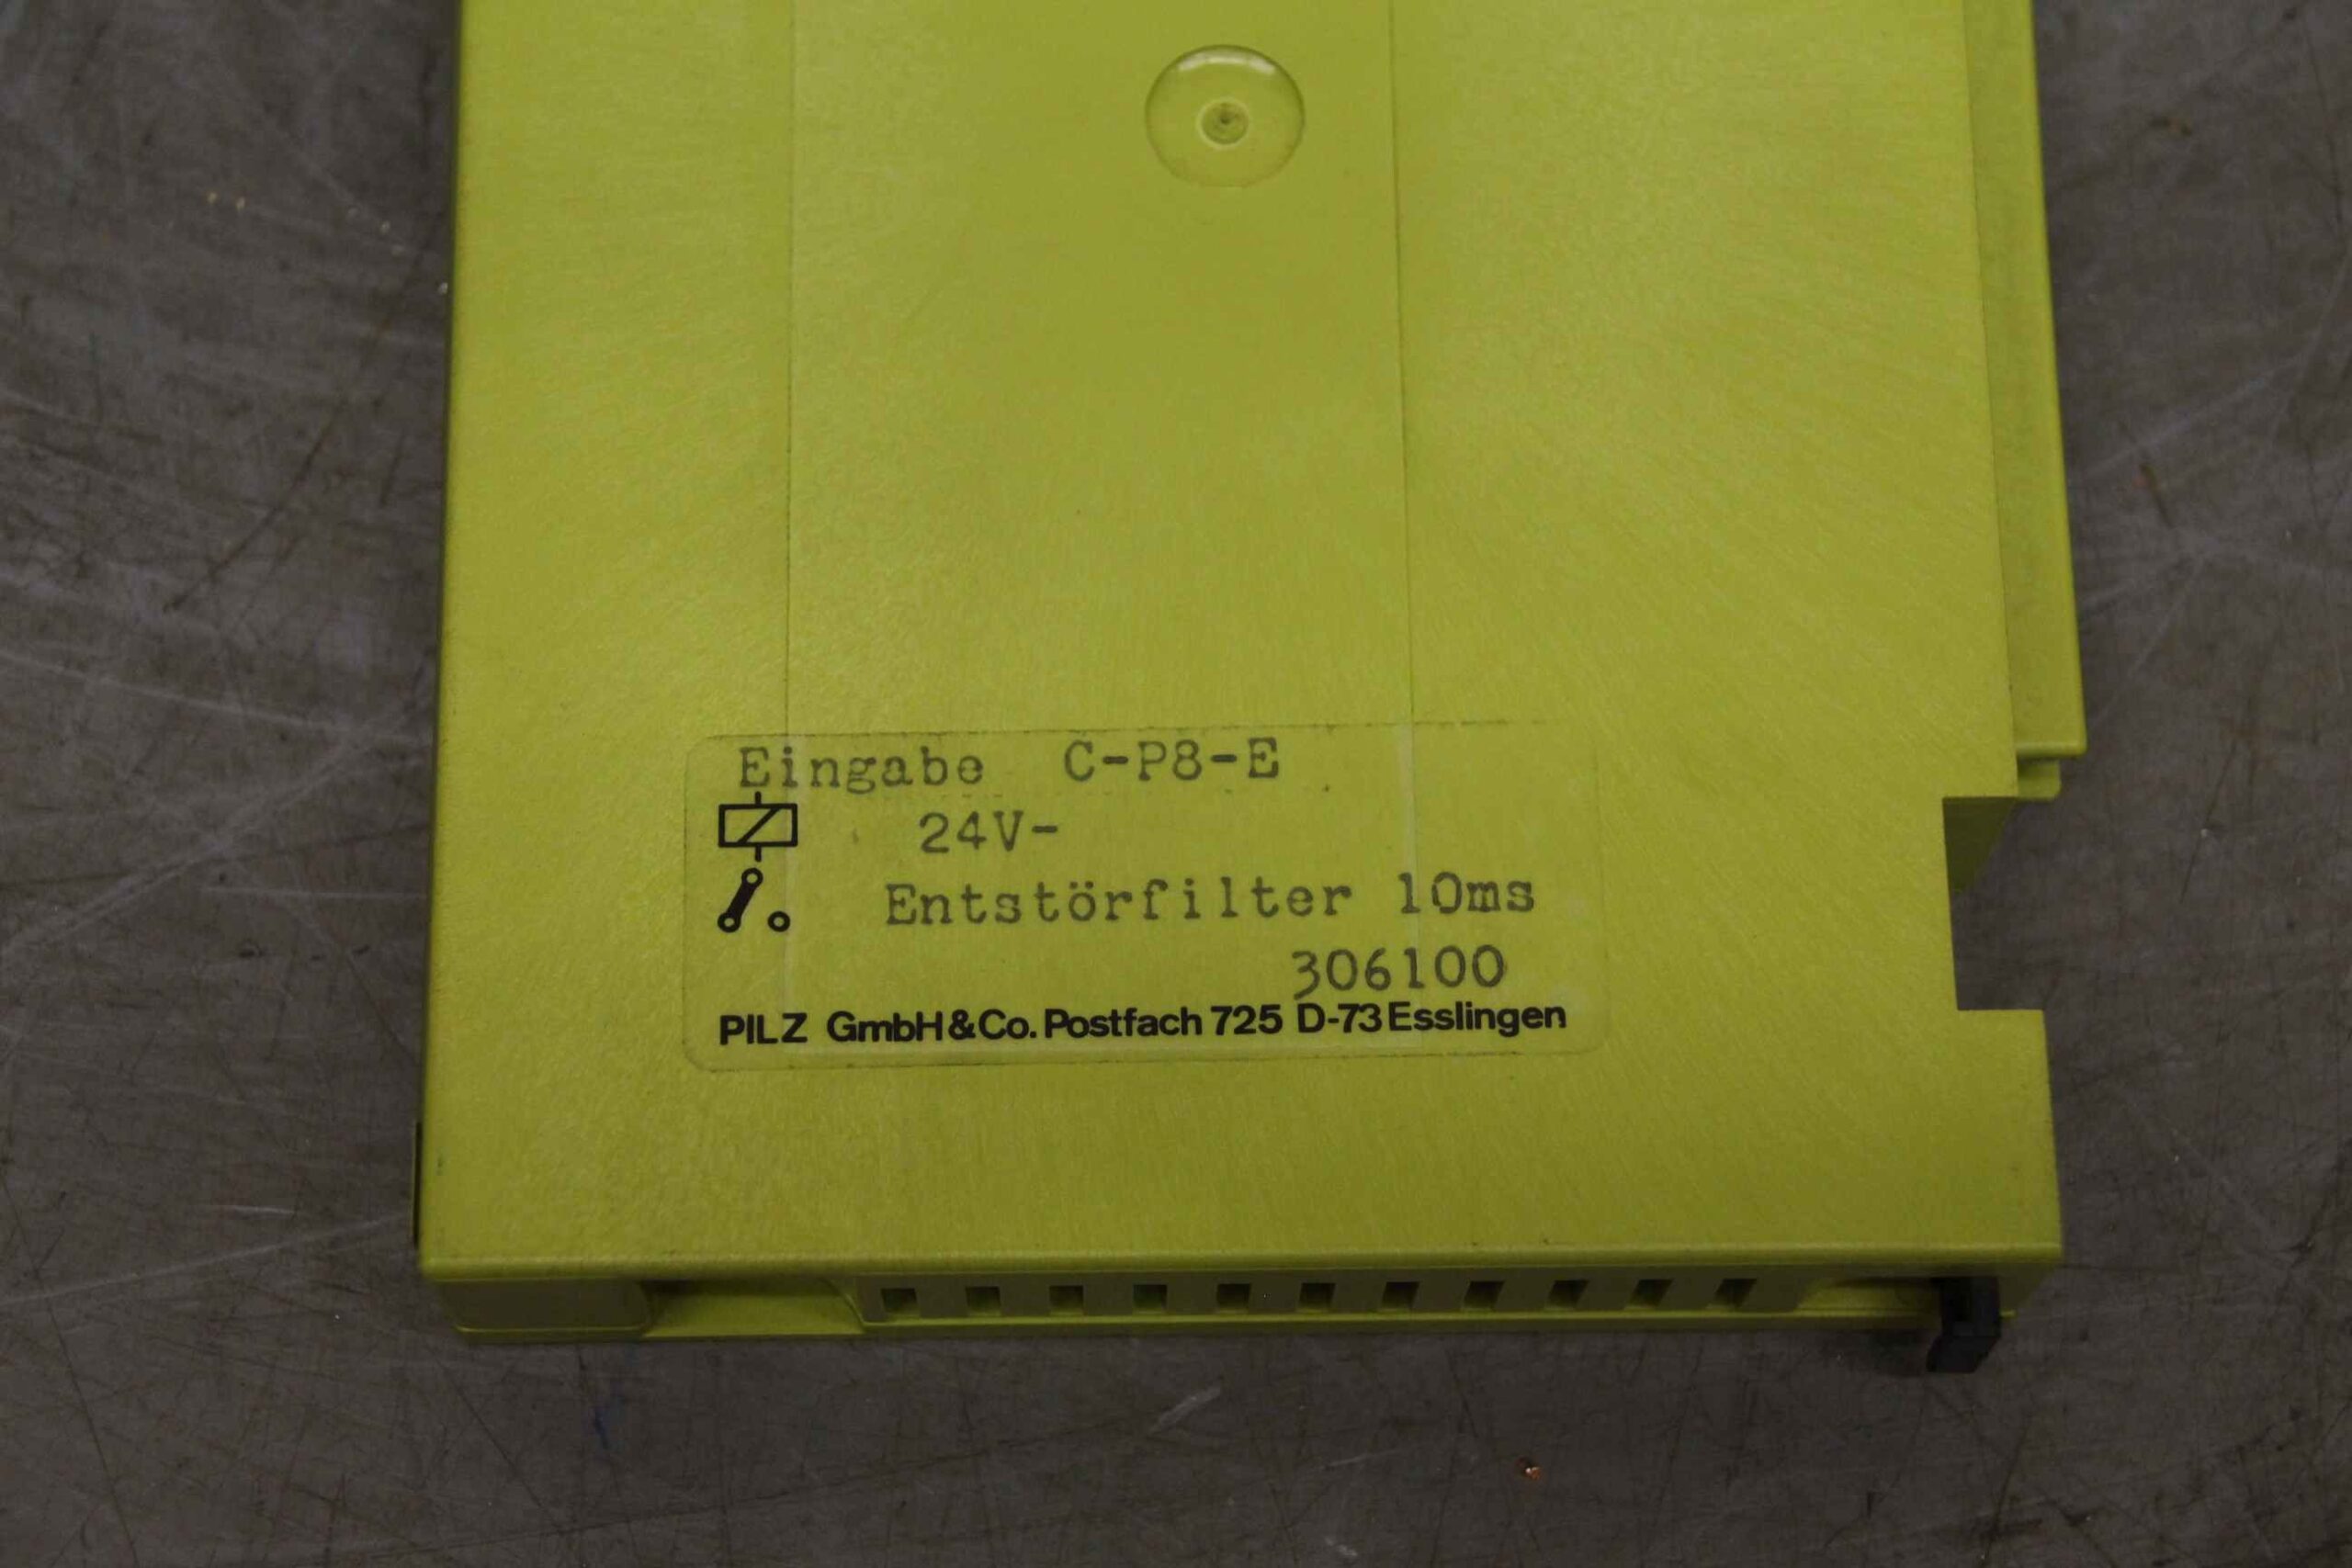 Eingabe C-P8-E
24V-
Entstörfilter 10ms
306100
PILZ GmbH & Co. Postfach 725 D-73 Esslingen